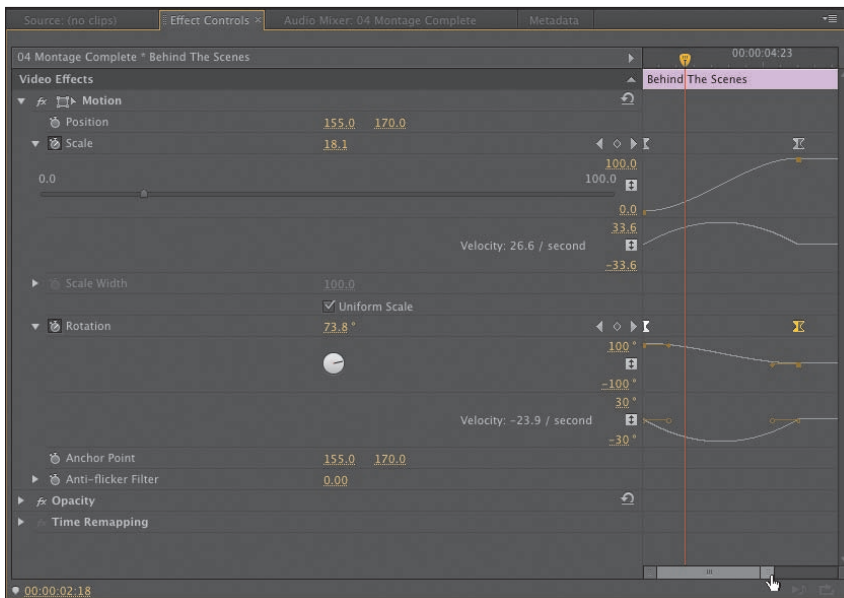 Source: (no clips) Effect Controls × Audio Mixer: 04 Montage Complete Metadata
04 Montage Complete * Behind The Scenes 00:00:04:23
Video Effects Behind The Scenes
fx Motion
Position 155.0 170.0
Scale 18.1
100.0
0.0 100.0
0.0
33.6
Velocity: 26.6 / second
-33.6
Scale Width 100.0
Uniform Scale
Rotation 73.8 °
100 °
-100 °
30 °
Velocity: -23.9 / second
-30 °
Anchor Point 155.0 170.0
Anti-flicker Filter 0.00
fx Opacity
fx Time Remapping
00:00:02:18